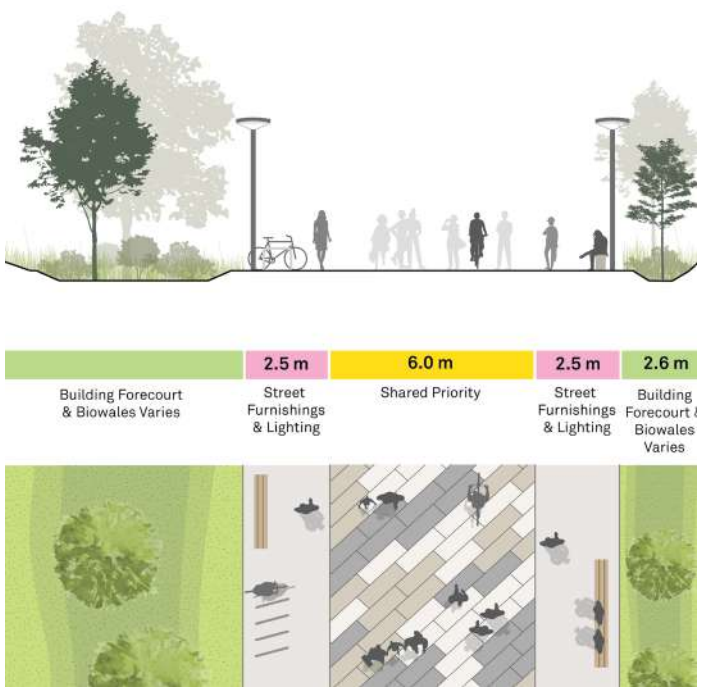 2.5 m
6.0 m
2.5 m
2.6 m
Building Forecourt
& Biowales Varies
Street
Furnishings
& Lighting
Shared Priority
Street
Furnishings
& Lighting
Building
Forecourt &
Biowales
Varies